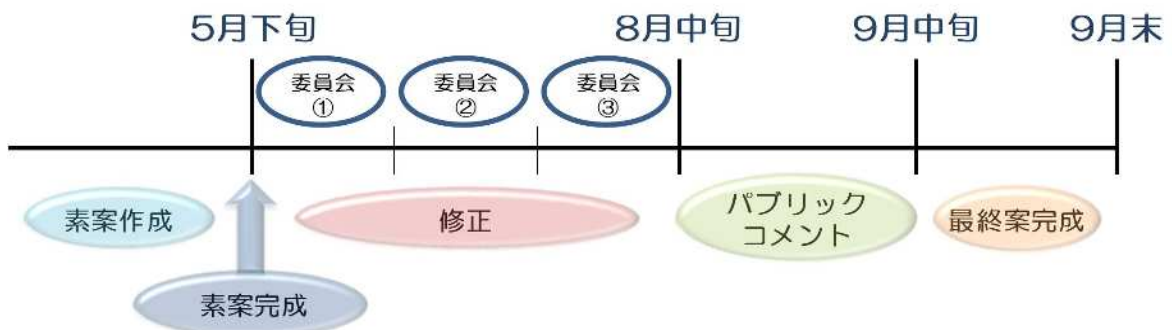 5月下旬
8月中旬
9月中旬
9月末
委員会
①
委員会
②
委員会
③
素案作成
修正
パブリック
コメント
最終案完成
素案完成